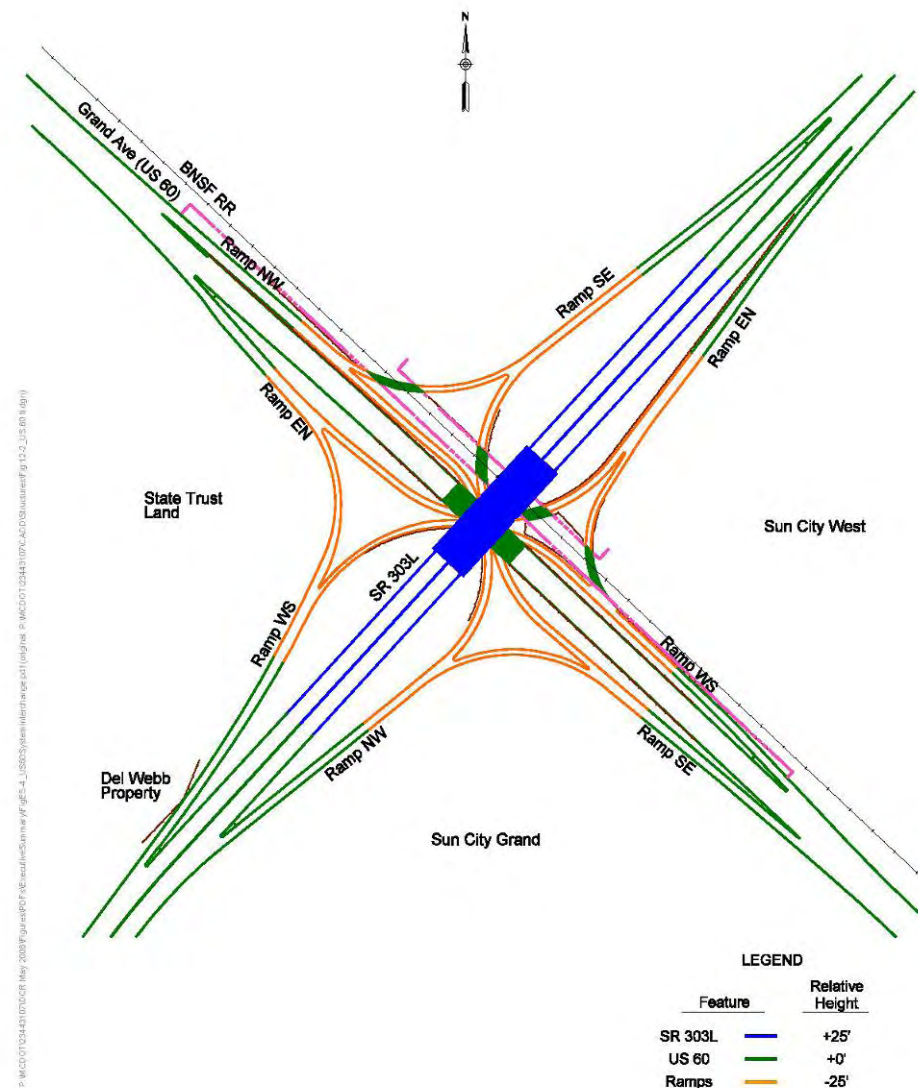 N
Grand Ave (US 60)
BNSF RR
Ramp NW
Ramp SE
Ramp EN
Ramp EN
State Trust
Land
Sun City West
SR 303L
Ramp WS
Ramp WS
Ramp NW
Ramp SE
Del Webb
Property
Sun City Grand
LEGEND
Feature Relative
Height
SR 303L +25'
US 60 +0'
Ramps -25'